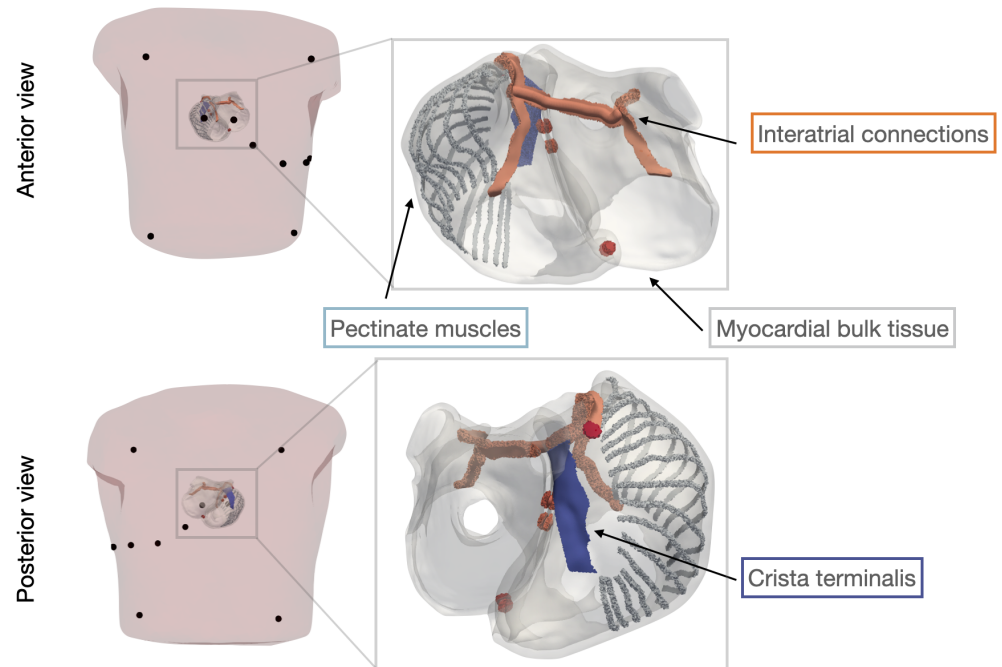 Anterior view
Interatrial connections
Pectinate muscles
Myocardial bulk tissue
Posterior view
Crista terminalis